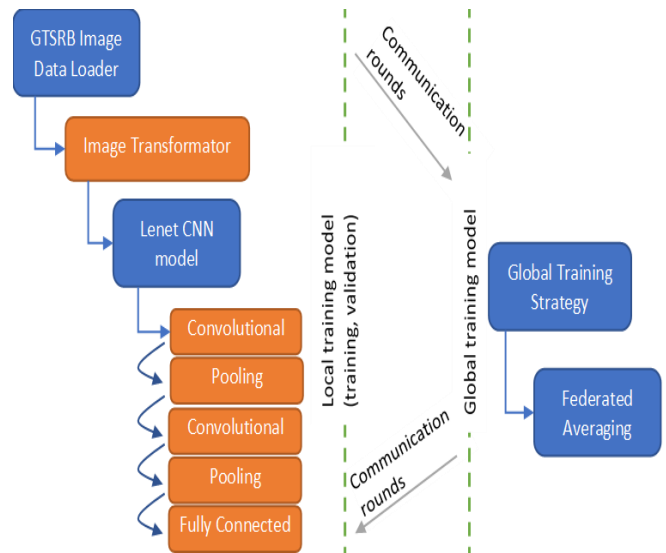 GTSRB Image
Data Loader
Image Transformator
Lenet CNN
model
Convolutional
Pooling
Convolutional
Pooling
Fully Connected
Local training model
(training, validation)
Communication
rounds
Communication
rounds
Global training model
Global Training
Strategy
Federated
Averaging